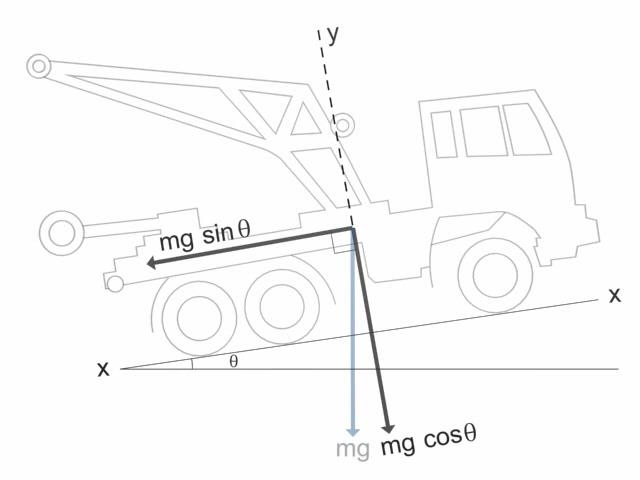 y
mg sinθ
x
x
θ
mg
mg cosθ